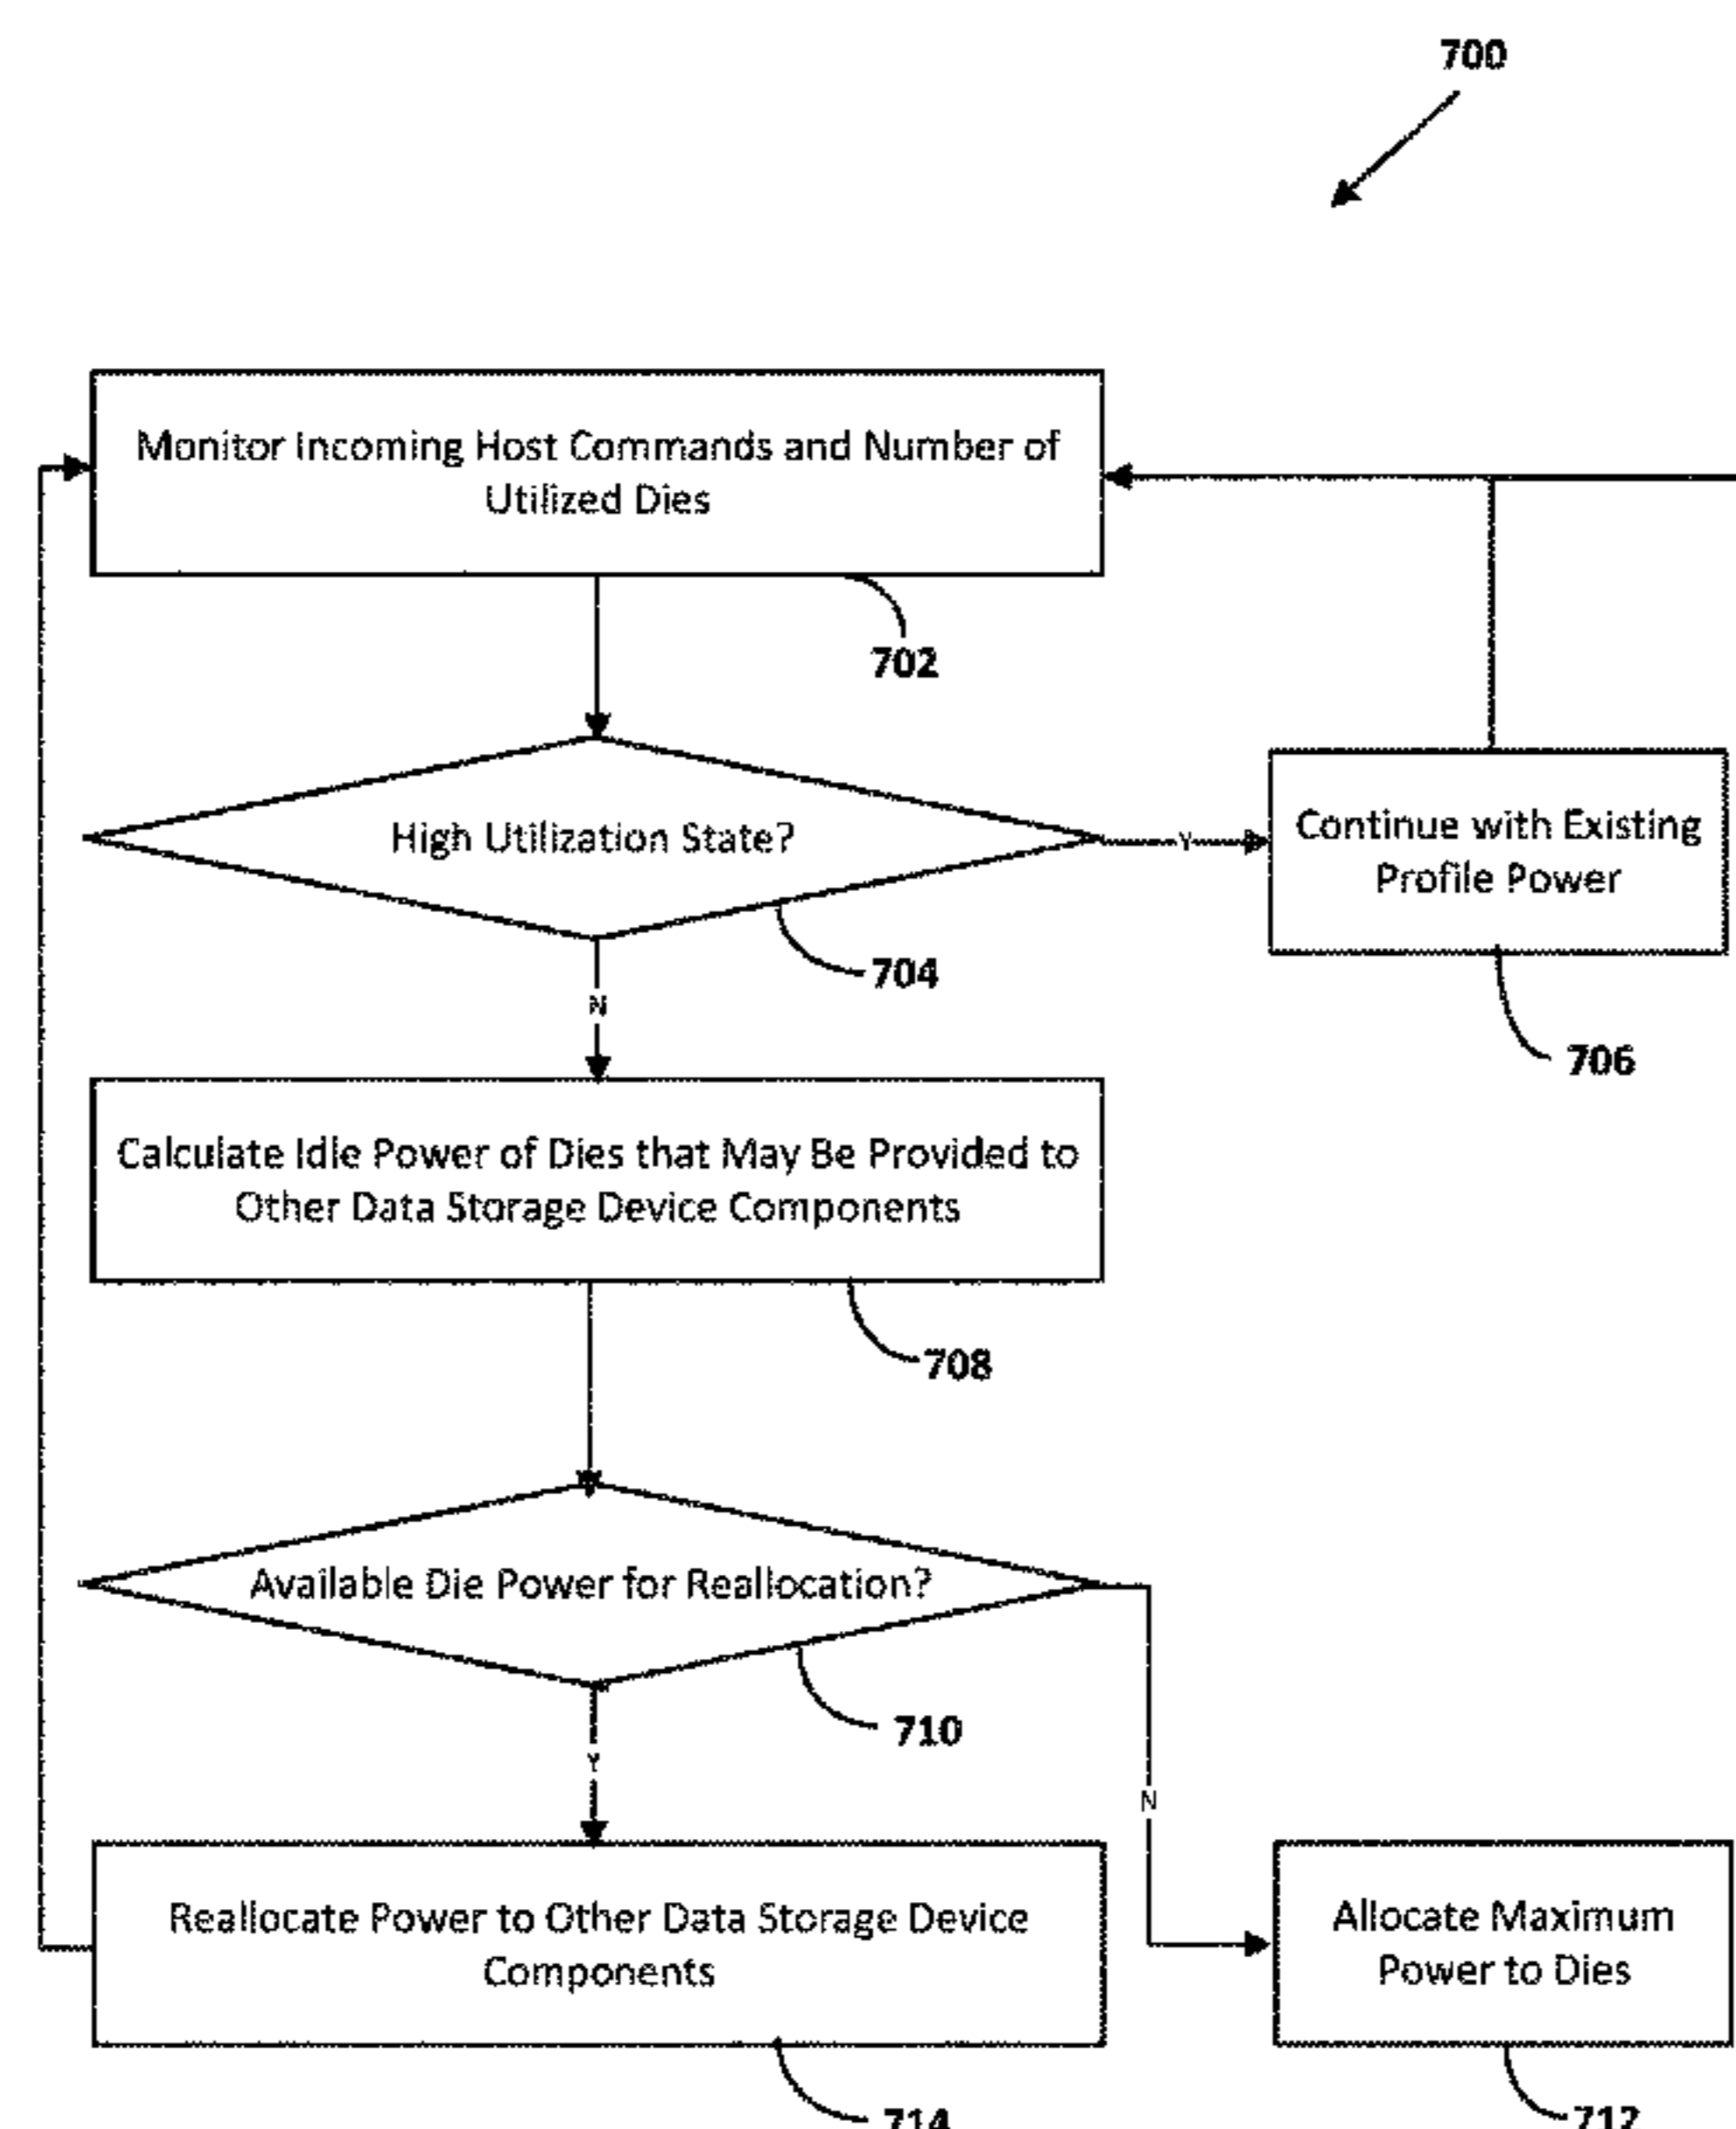 700
Monitor Incoming Host Commands and Number of
Utilized Dies
702
High Utilization State?
Y
Continue with Existing
Profile Power
704
N
706
Calculate Idle Power of Dies that May Be Provided to
Other Data Storage Device Components
708
Available Die Power for Reallocation?
710
Y
N
Reallocate Power to Other Data Storage Device
Components
Allocate Maximum
Power to Dies
714
712